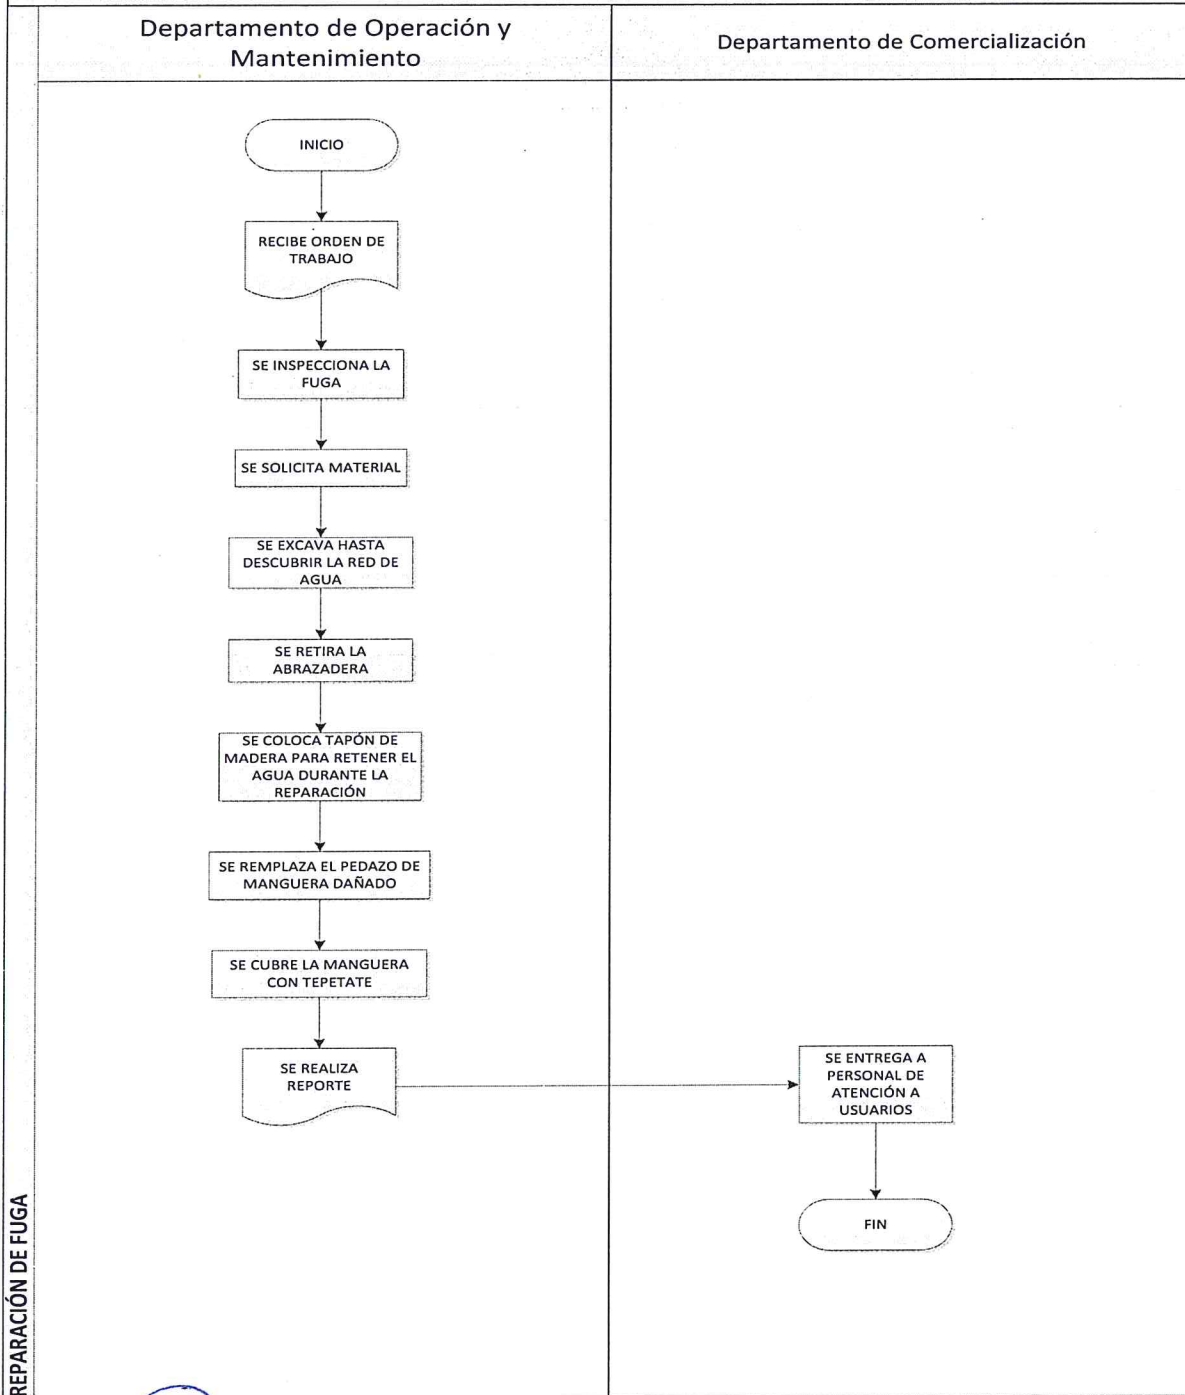 Departamento de Operación y
Mantenimiento
Departamento de Comercialización
INICIO
RECIBE ORDEN DE
TRABAJO
SE INSPECCIONA LA
FUGA
SE SOLICITA MATERIAL
SE EXCAVA HASTA
DESCUBRIR LA RED DE
AGUA
SE RETIRA LA
ABRAZADERA
SE COLOCA TAPÓN DE
MADERA PARA RETENER EL
AGUA DURANTE LA
REPARACIÓN
SE REMPLAZA EL PEDAZO DE
MANGUERA DAÑADO
SE CUBRE LA MANGUERA
CON TEPETATE
SE REALIZA
REPORTE
SE ENTREGA A
PERSONAL DE
ATENCIÓN A
USUARIOS
FIN
REPARACIÓN DE FUGA